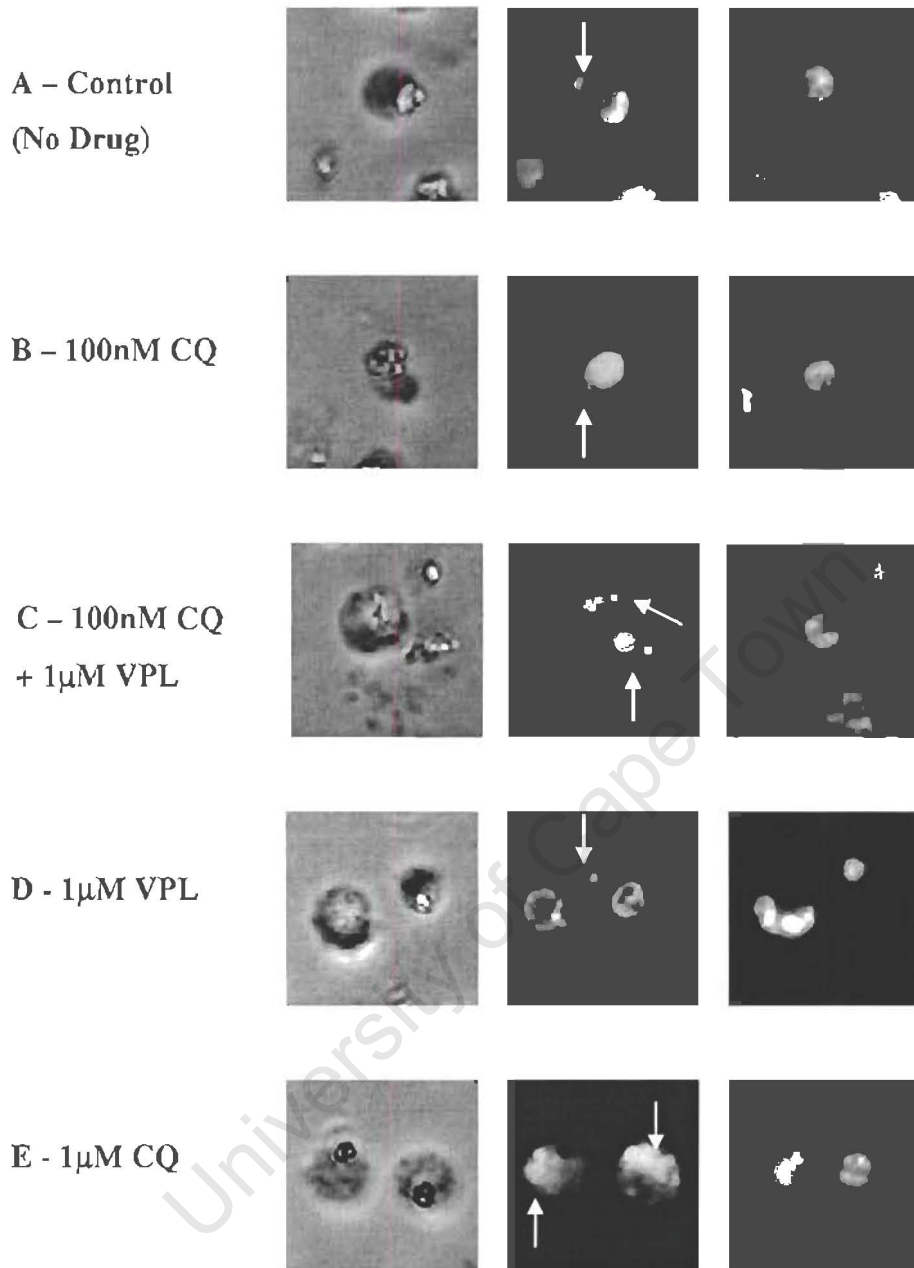 A – Control
(No Drug)
B – 100nM CQ
C – 100nM CQ
+ 1µM VPL
D - 1µM VPL
E - 1µM CQ
University of Cape Town